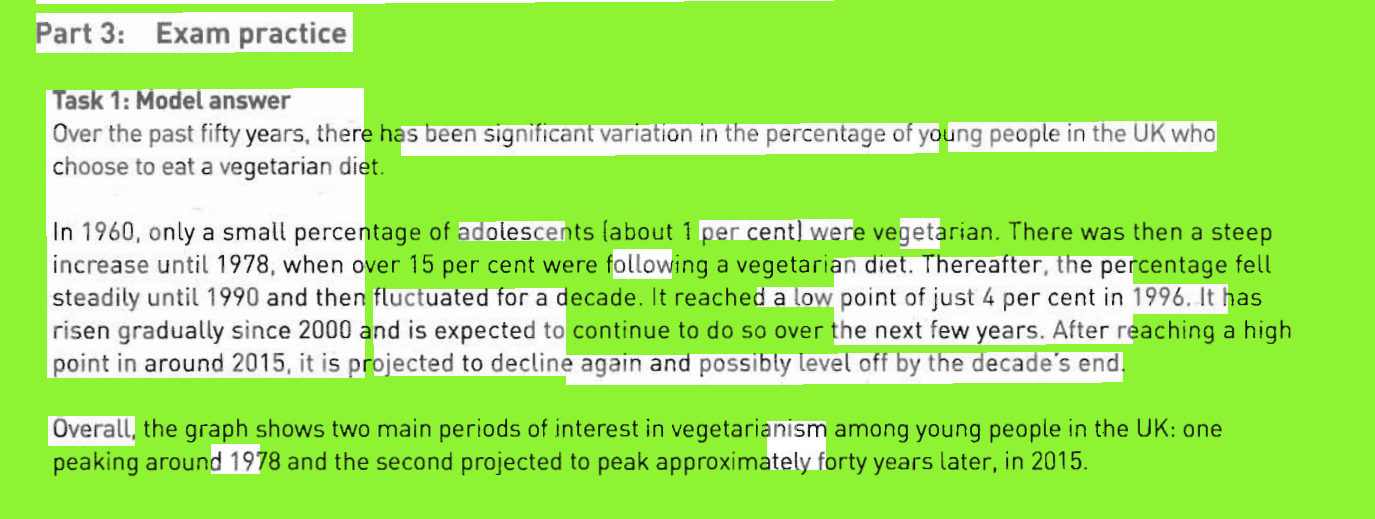 Part 3: Exam practice
Task 1: Model answer
Over the past fifty years, there has been significant variation in the percentage of young people in the UK who
choose to eat a vegetarian diet.
In 1960, only a small percentage of adolescents (about 1 per cent) were vegetarian. There was then a steep
increase until 1978, when over 15 per cent were following a vegetarian diet. Thereafter, the percentage fell
steadily until 1990 and then fluctuated for a decade. It reached a low point of just 4 per cent in 1996. It has
risen gradually since 2000 and is expected to continue to do so over the next few years. After reaching a high
point in around 2015, it is projected to decline again and possibly level off by the decade's end.
Overall, the graph shows two main periods of interest in vegetarianism among young people in the UK: one
peaking around 1978 and the second projected to peak approximately forty years later, in 2015.